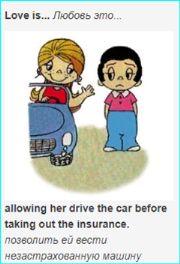 Love is... Любовь это...
allowing her drive the car before
taking out the insurance.
позволить ей вести
незастрахованную машину